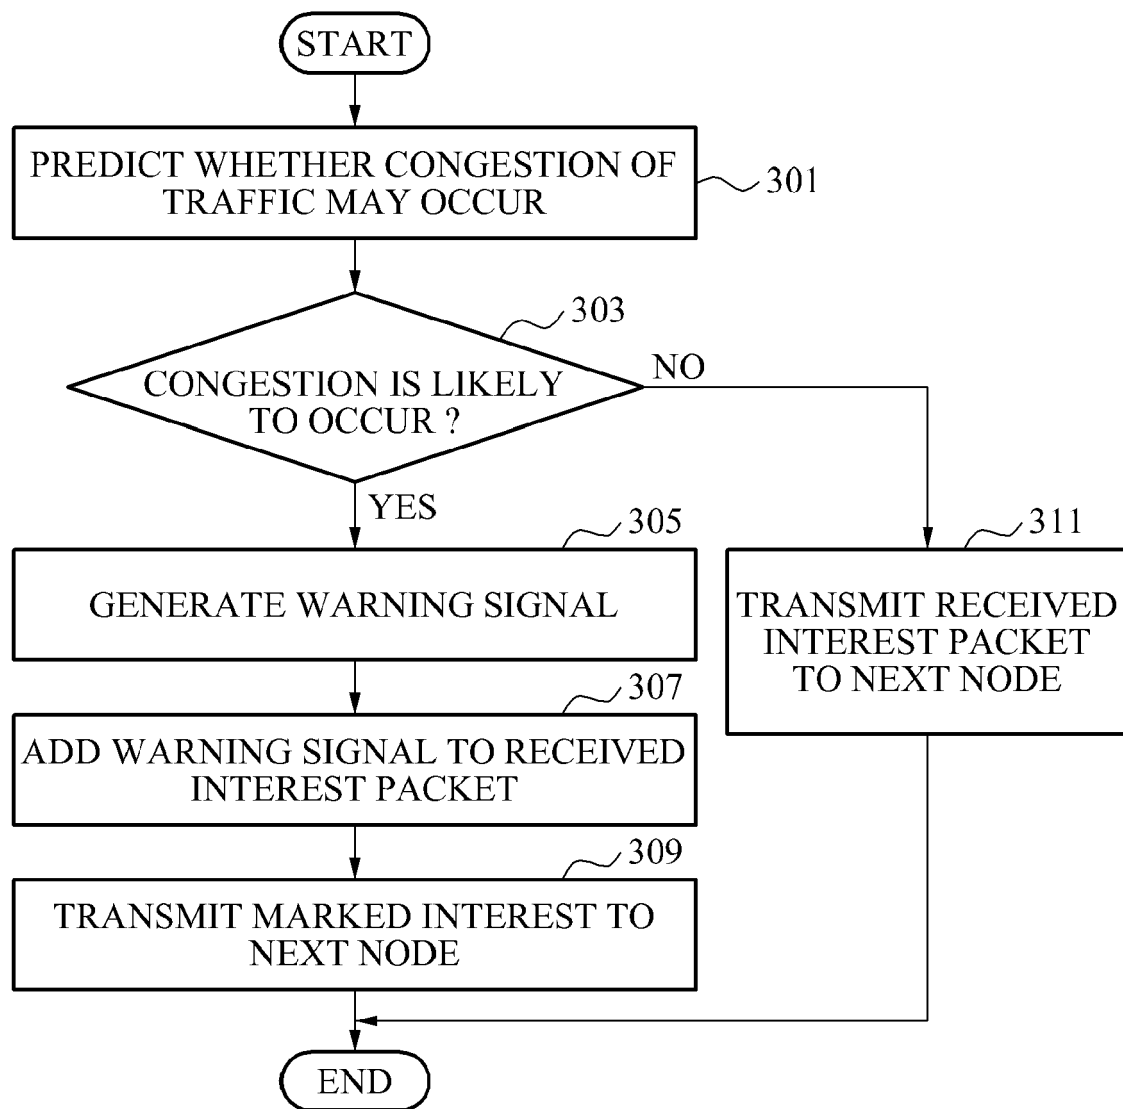 START
PREDICT WHETHER CONGESTION OF
TRAFFIC MAY OCCUR
301
303
CONGESTION IS LIKELY
TO OCCUR ?
NO
YES
305
GENERATE WARNING SIGNAL
311
TRANSMIT RECEIVED
INTEREST PACKET
TO NEXT NODE
307
ADD WARNING SIGNAL TO RECEIVED
INTEREST PACKET
309
TRANSMIT MARKED INTEREST TO
NEXT NODE
END